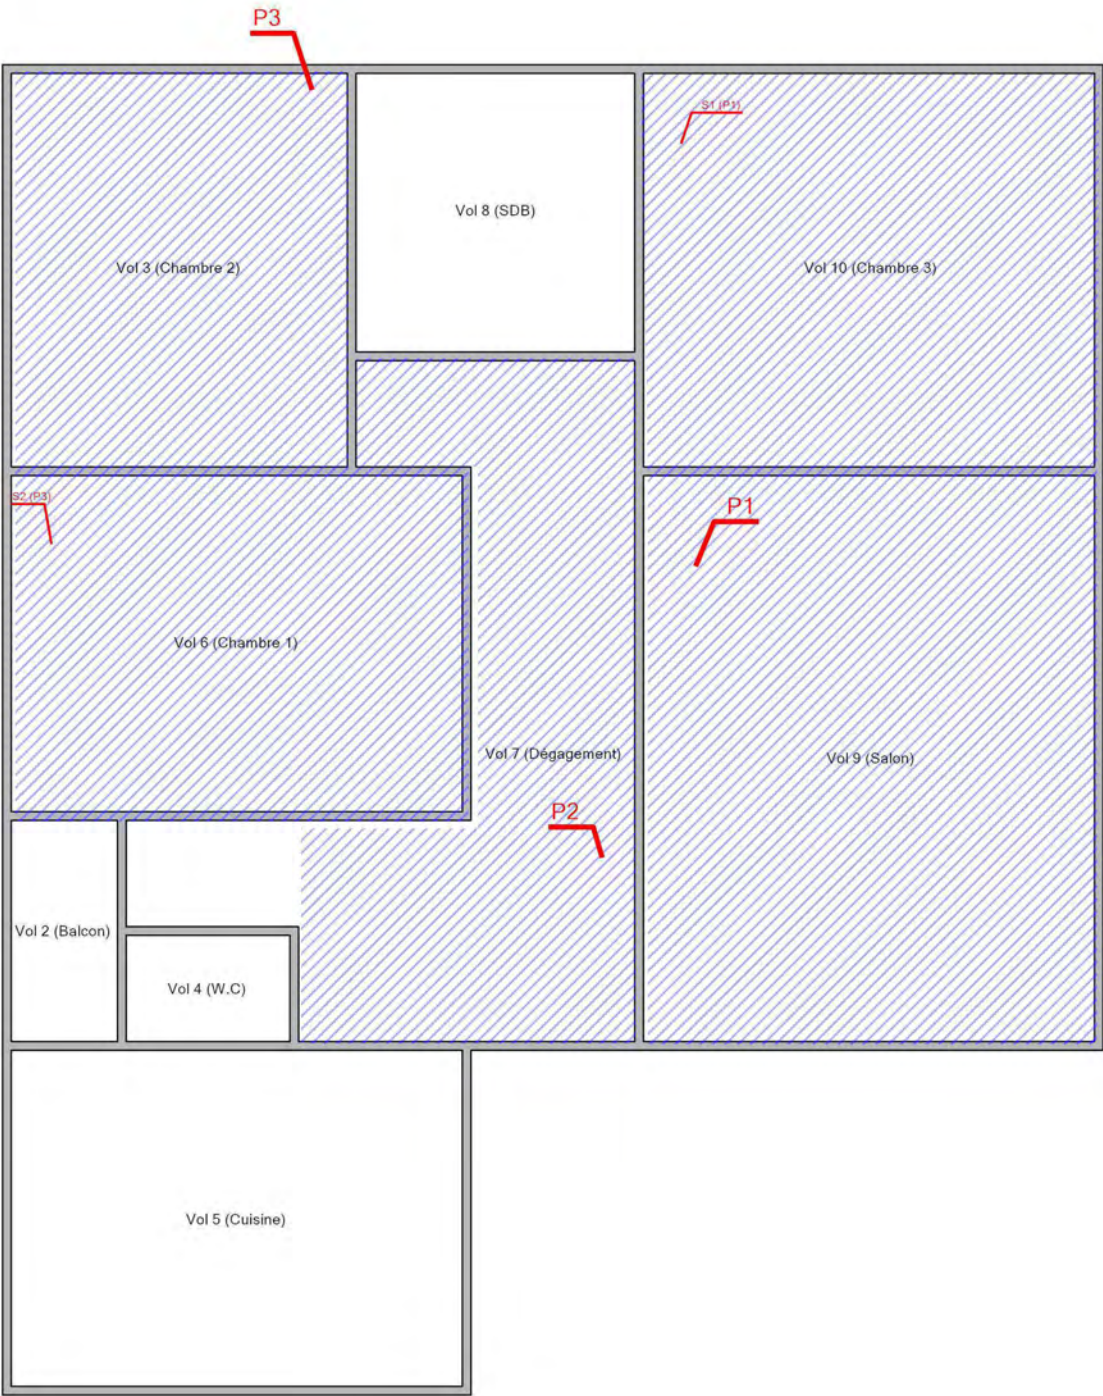 P3
S1 (P1)
Vol 8 (SDB)
Vol 3 (Chambre 2)
Vol 10 (Chambre 3)
S2 (P3)
P1
Vol 6 (Chambre 1)
Vol 7 (Dégagement)
Vol 9 (Salon)
P2
Vol 2 (Balcon)
Vol 4 (W.C)
Vol 5 (Cuisine)